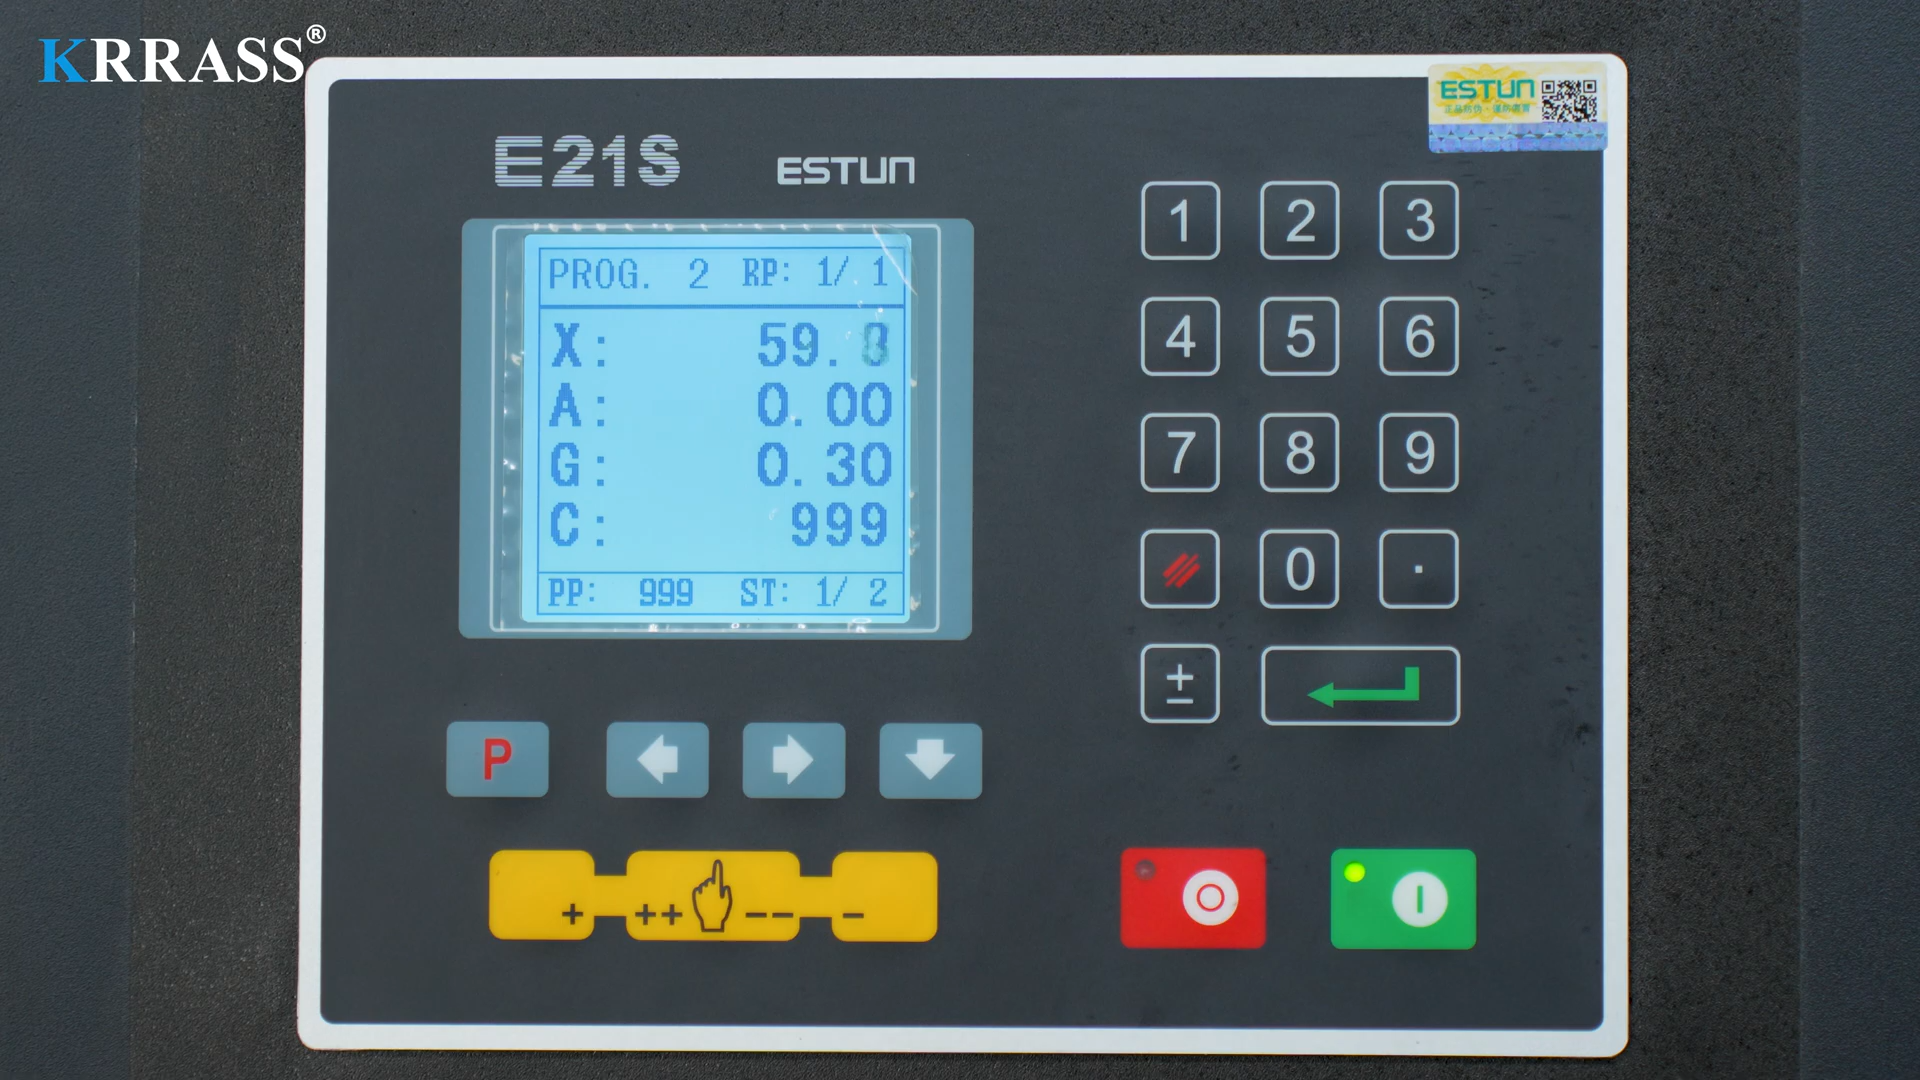 KRRASS®
ESTUN
E21S
ESTUN
PROG. 2 RP: 1/ 1
X: 59.
A: 0.00
G: 0.30
C: 999
PP: 999 ST: 1/ 2
1 2 3
4 5 6
7 8 9
0 .
±
P
+ ++ -- -